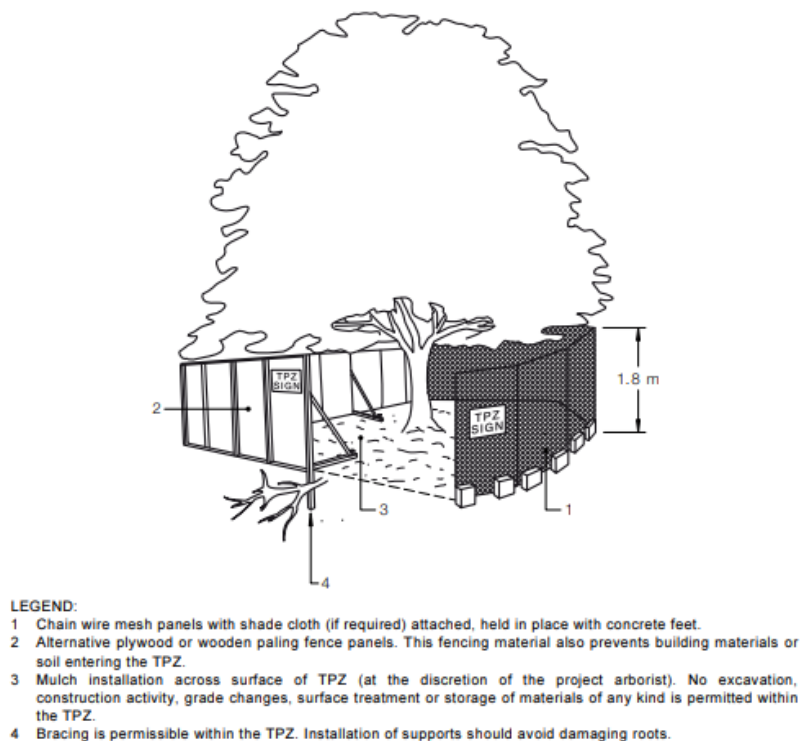 TPZ
SIGN
1.8 m
2
TPZ
SIGN
3
1
4
LEGEND:
1 Chain wire mesh panels with shade cloth (if required) attached, held in place with concrete feet.
2 Alternative plywood or wooden paling fence panels. This fencing material also prevents building materials or
soil entering the TPZ.
3 Mulch installation across surface of TPZ (at the discretion of the project arborist). No excavation,
construction activity, grade changes, surface treatment or storage of materials of any kind is permitted within
the TPZ.
4 Bracing is permissible within the TPZ. Installation of supports should avoid damaging roots.